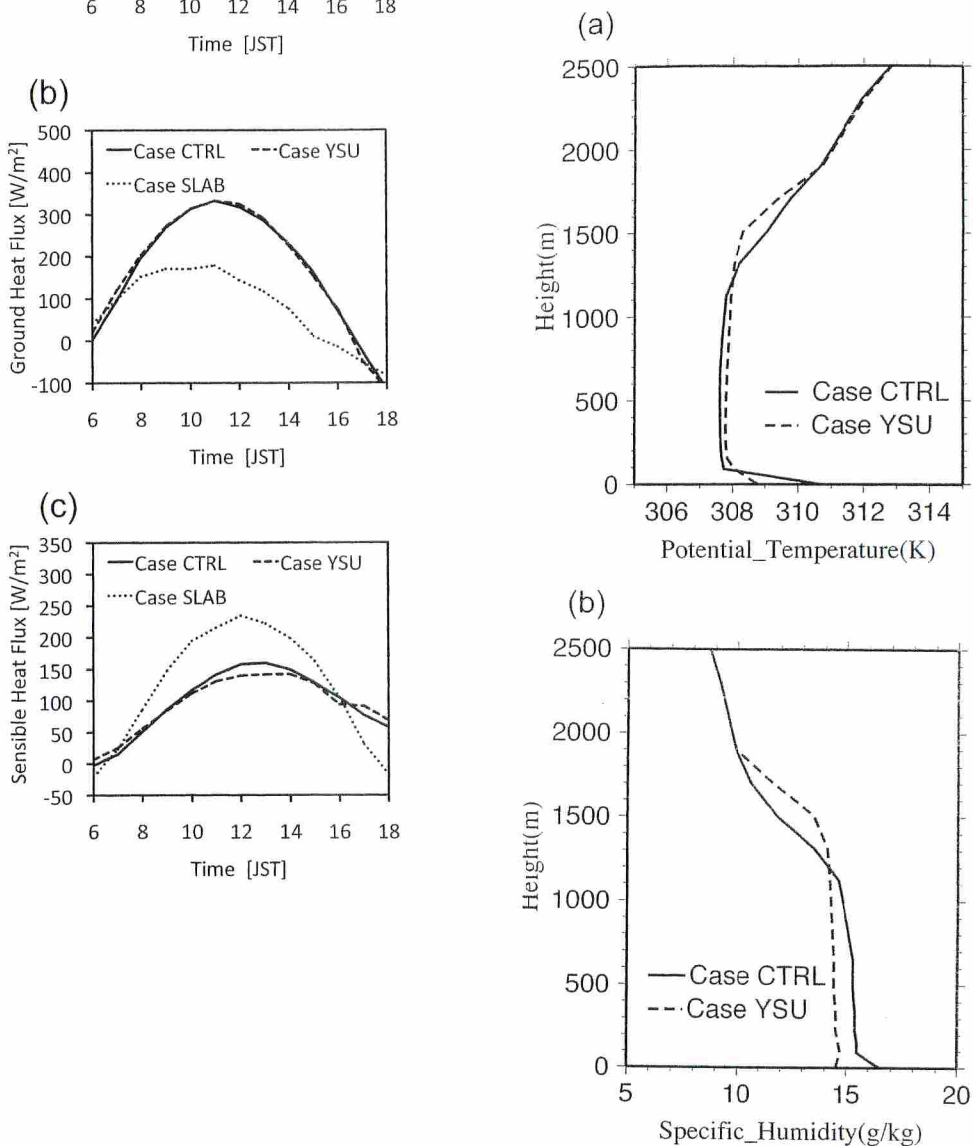 6 8 10 12 14 16 18
Time [JST]
(b)
Ground Heat Flux [W/m²]
500
400
300
200
100
0
-100
Case CTRL
Case YSU
Case SLAB
6 8 10 12 14 16 18
Time [JST]
(c)
Sensible Heat Flux [W/m²]
350
300
250
200
150
100
50
0
-50
Case CTRL
Case YSU
Case SLAB
6 8 10 12 14 16 18
Time [JST]
(a)
Height(m)
2500
2000
1500
1000
500
0
Case CTRL
Case YSU
306 308 310 312 314
Potential_Temperature(K)
(b)
Height(m)
2500
2000
1500
1000
500
0
Case CTRL
Case YSU
5 10 15 20
Specific_Humidity(g/kg)